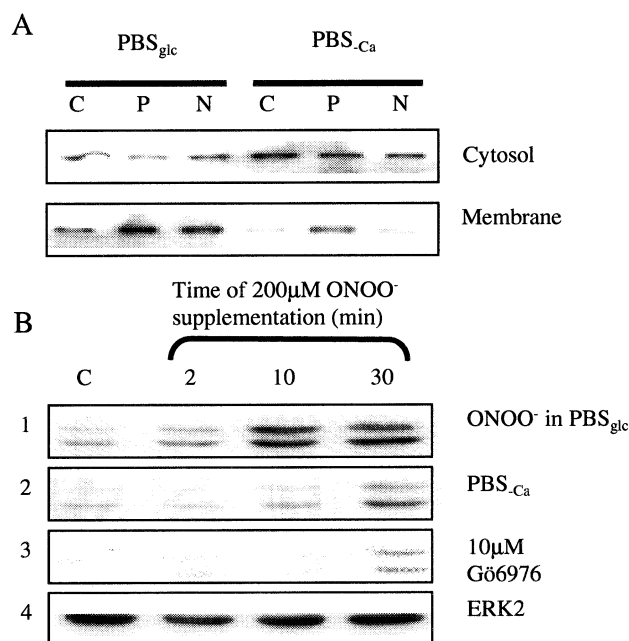 A
PBSglc PBS-Ca
C P N C P N
Cytosol
Membrane
Time of 200μM ONOO-
supplementation (min)
B
C 2 10 30
1 ONOO- in PBSglc
2 PBS-Ca
3 10μM
Gö6976
4 ERK2